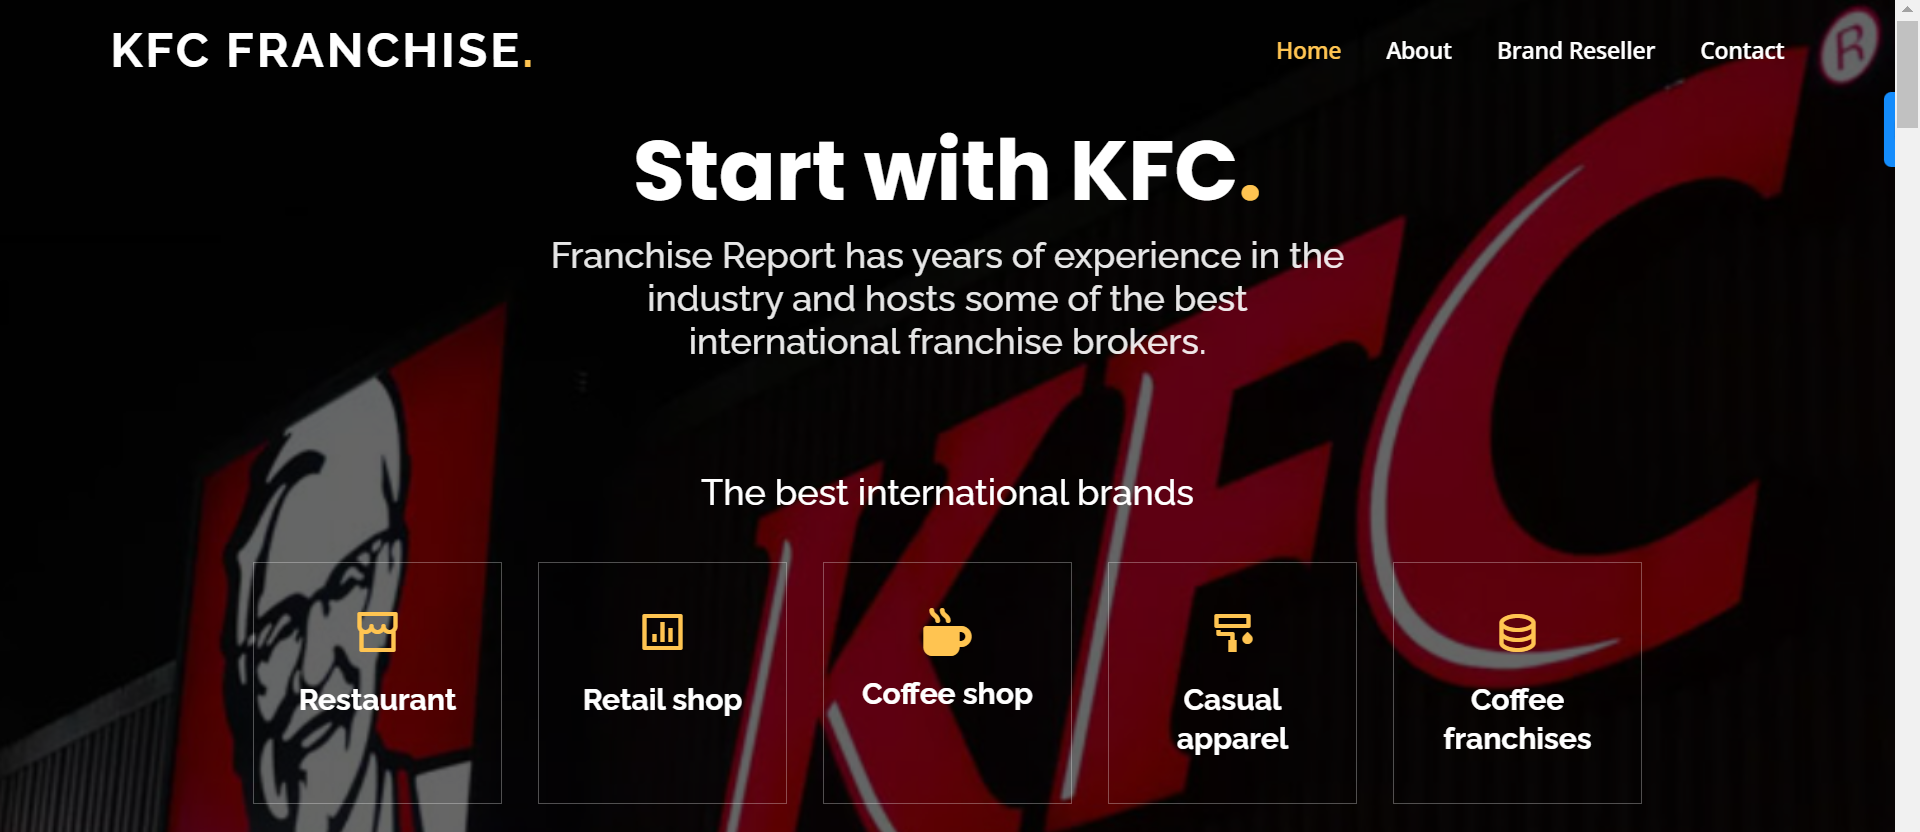 KFC FRANCHISE.
Home About Brand Reseller Contact
®
Start with KFC.
Franchise Report has years of experience in the
industry and hosts some of the best
international franchise brokers.
KFC
The best international brands
Restaurant
Retail shop
Coffee shop
Casual
apparel
Coffee
franchises